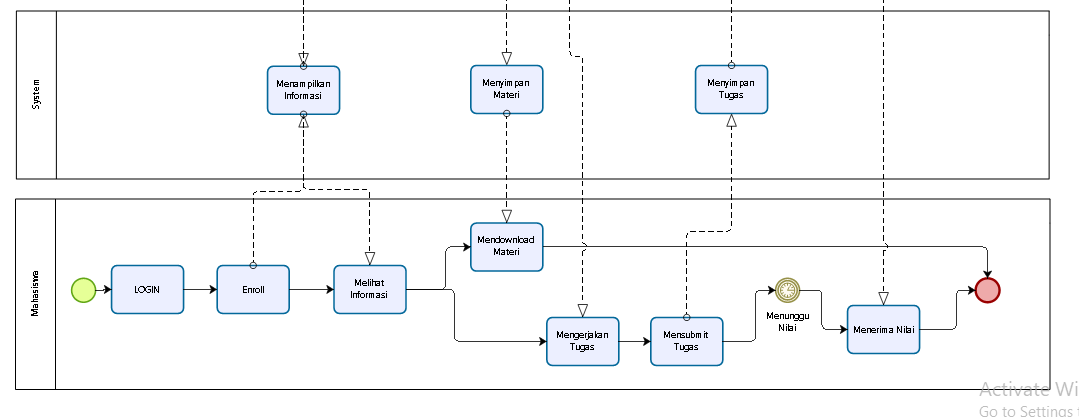 System
Menampilkan
Informasi
Menyimpan
Materi
Menyimpan
Tugas
Mahasiswa
LOGIN
Enroll
Melihat
Informasi
Mendownload
Materi
Mengerjakan
Tugas
Mensubmit
Tugas
Menunggu
Nilai
Menerima Nilai
Activate Wi
Go to Settings